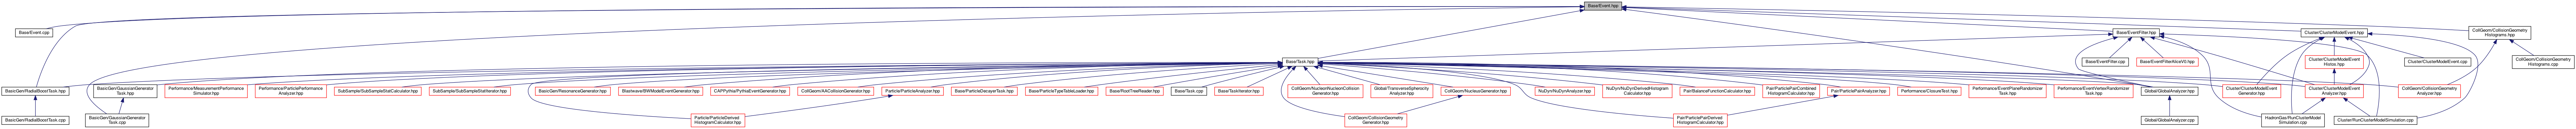 Base/Event.hpp
Base/Event.cpp
Base/EventFilter.hpp
Cluster/ClusterModelEvent.hpp
CollGeom/CollisionGeometry
Histograms.hpp
Base/Task.hpp
Base/EventFilter.cpp
Base/EventFilterAliceV0.hpp
Cluster/ClusterModelEvent
Histos.hpp
Cluster/ClusterModelEvent.cpp
CollGeom/CollisionGeometry
Histograms.cpp
BasicGen/RadialBoostTask.hpp
BasicGen/GaussianGenerator
Task.hpp
Performance/MeasurementPerformance
Simulator.hpp
Performance/ParticlePerformance
Analyzer.hpp
SubSample/SubSampleStatCalculator.hpp
SubSample/SubSampleStatIterator.hpp
BasicGen/ResonanceGenerator.hpp
Blastwave/BWModelEventGenerator.hpp
CAPPythia/PythiaEventGenerator.hpp
CollGeom/AACollisionGenerator.hpp
Particle/ParticleAnalyzer.hpp
Base/ParticleDecayerTask.hpp
Base/ParticleTypeTableLoader.hpp
Base/RootTreeReader.hpp
Base/Task.cpp
Base/TaskIterator.hpp
CollGeom/NucleonNucleonCollision
Generator.hpp
Global/TransverseSpherocity
Analyzer.hpp
CollGeom/NucleusGenerator.hpp
NuDyn/NuDynAnalyzer.hpp
NuDyn/NuDynDerivedHistogram
Calculator.hpp
Pair/BalanceFunctionCalculator.hpp
Pair/ParticlePairCombined
HistogramCalculator.hpp
Pair/ParticlePairAnalyzer.hpp
Performance/ClosureTest.hpp
Performance/EventPlaneRandomizer
Task.hpp
Performance/EventVertexRandomizer
Task.hpp
Global/GlobalAnalyzer.hpp
Cluster/ClusterModelEvent
Generator.hpp
Cluster/ClusterModelEvent
Analyzer.hpp
CollGeom/CollisionGeometry
Analyzer.hpp
BasicGen/RadialBoostTask.cpp
BasicGen/GaussianGenerator
Task.cpp
Particle/ParticleDerived
HistogramCalculator.hpp
CollGeom/CollisionGeometry
Generator.hpp
Pair/ParticlePairDerived
HistogramCalculator.hpp
Global/GlobalAnalyzer.cpp
HadronGas/RunClusterModel
Simulation.cpp
Cluster/RunClusterModelSimulation.cpp